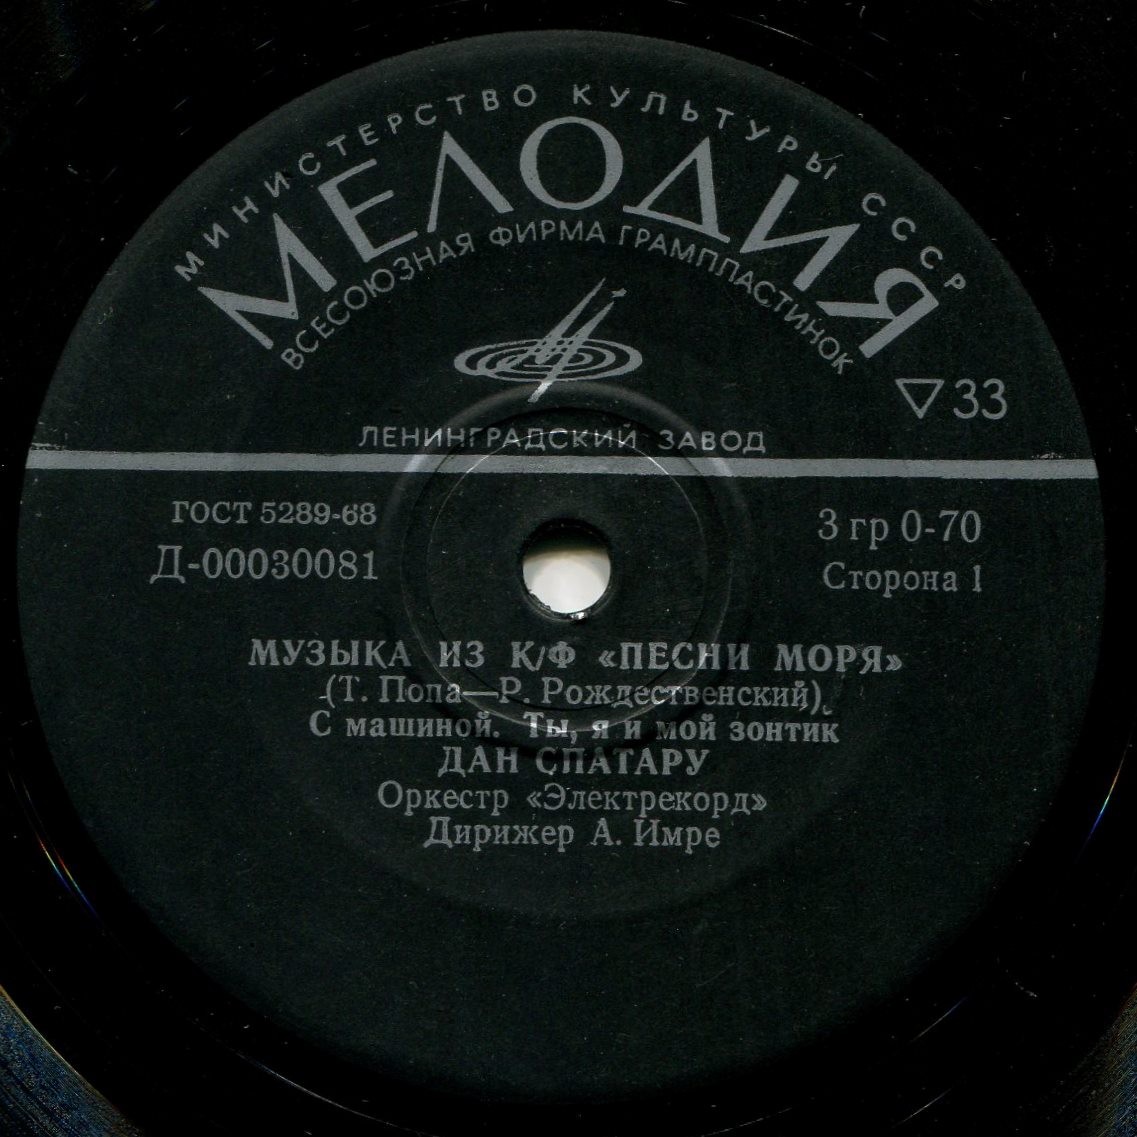 МИНИСТЕРСТВО КУЛЬТУРЫ СССР
МЕЛОДИЯ
ВСЕСОЮЗНАЯ ФИРМА ГРАМПЛАСТИНОК
33
ЛЕНИНГРАДСКИЙ ЗАВОД
ГОСТ 5289-68
Д-00030081
3 гр 0-70
Сторона 1
МУЗЫКА ИЗ К/Ф «ПЕСНИ МОРЯ»
(Т. Попа—Р. Рождественский)
С машиной. Ты, я и мой зонтик
ДАН СПАТАРУ
Оркестр «Электрекорд»
Дирижер А. Имре